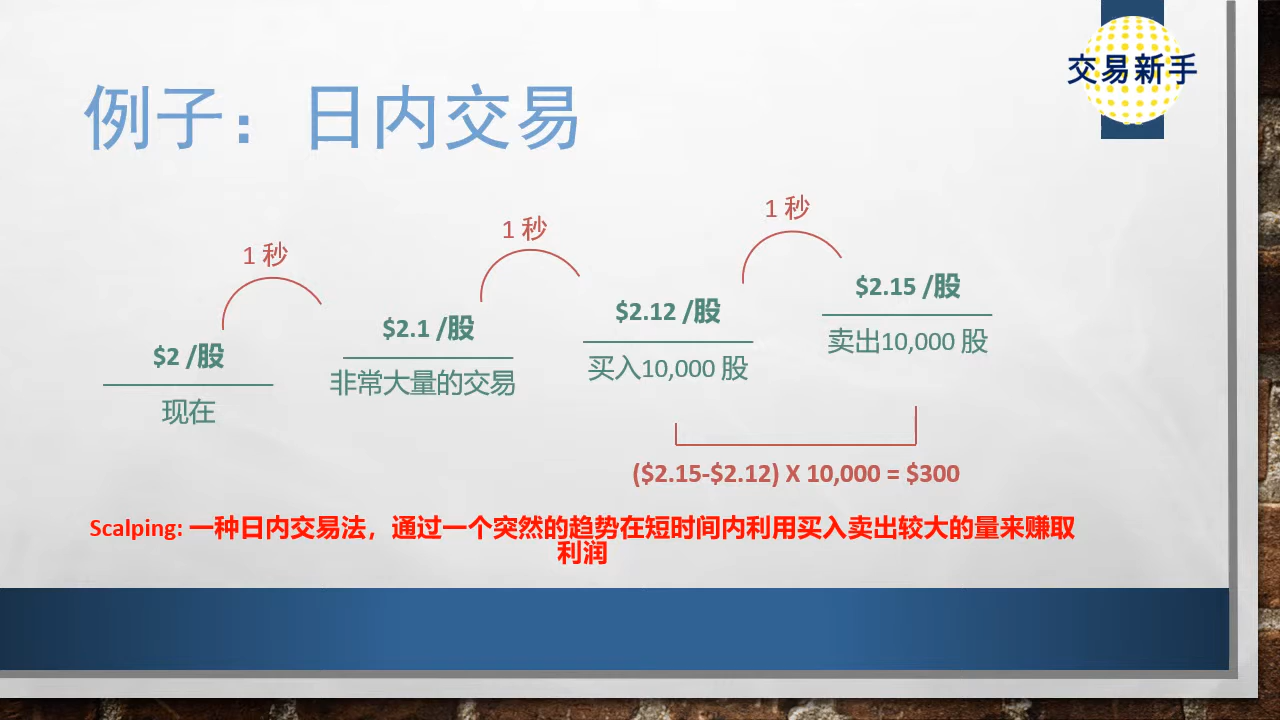 交易新手
例子：日内交易
1 秒
1 秒
1 秒
$2 /股
现在
$2.1 /股
非常大量的交易
$2.12 /股
买入10,000 股
$2.15 /股
卖出10,000 股
($2.15-$2.12) X 10,000 = $300
Scalping: 一种日内交易法，通过一个突然的趋势在短时间内利用买入卖出较大的量来赚取
利润